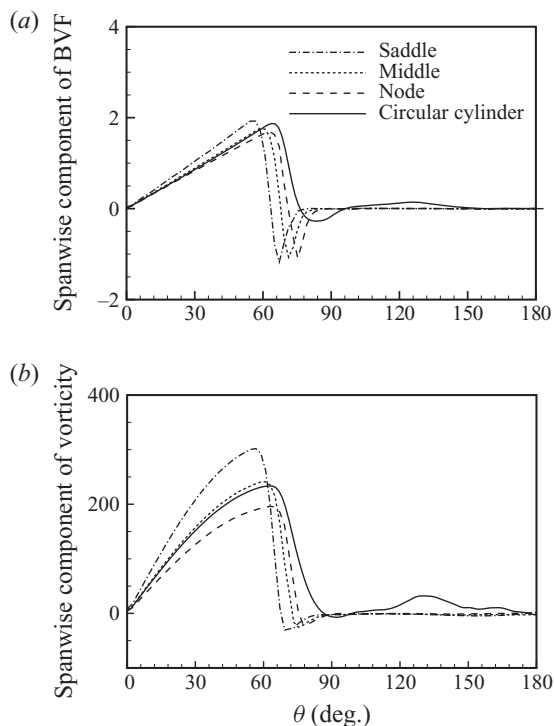 (a)
Spanwise component of BVF
4
2
0
−2
0 30 60 90 120 150 180
Saddle
Middle
Node
Circular cylinder
(b)
Spanwise component of vorticity
400
200
0
0 30 60 90 120 150 180
θ (deg.)